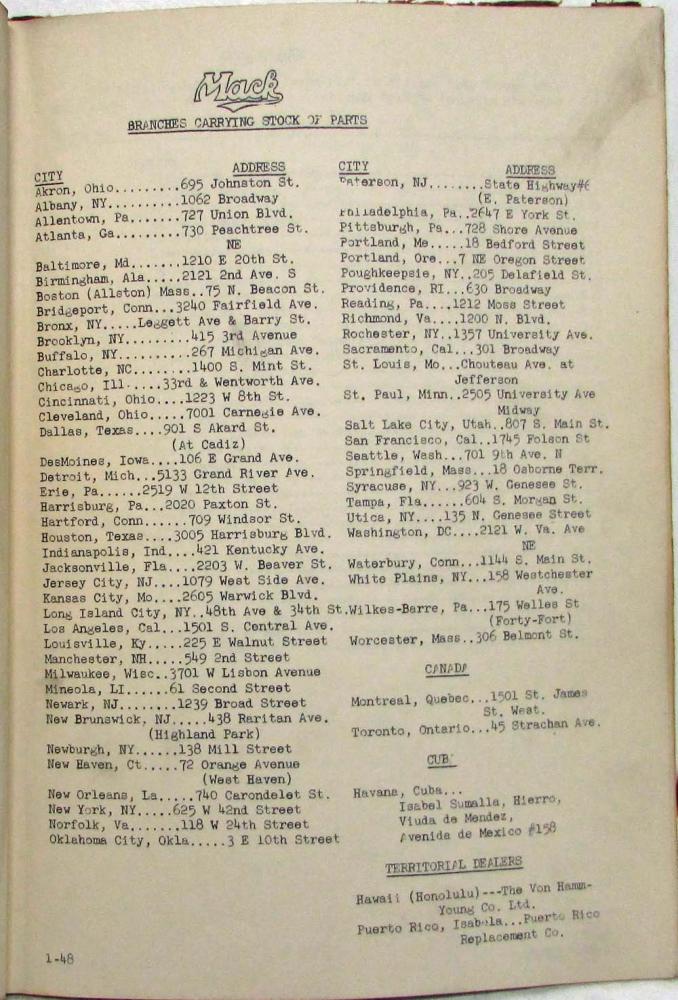 Mack
BRANCHES CARRYING STOCK OF PARTS
CITY ADDRESS
Akron, Ohio.........695 Johnston St.
Albany, NY..........1062 Broadway
Allentown, Pa.......727 Union Blvd.
Atlanta, Ga.........730 Peachtree St.
NE
Baltimore, Md.......1210 E 20th St.
Birmingham, Ala.....2121 2nd Ave. S
Boston (Allston) Mass..75 N. Beacon St.
Bridgeport, Conn...3240 Fairfield Ave.
Bronx, NY.....Leggett Ave & Barry St.
Brooklyn, NY.........415 3rd Avenue
Buffalo, NY..........267 Michigan Ave.
Charlotte, NC........1400 S. Mint St.
Chicago, Ill.....33rd & Wentworth Ave.
Cincinnati, Ohio....1223 W 8th St.
Cleveland, Ohio.....7001 Carnegie Ave.
Dallas, Texas....901 S Akard St.
(At Cadiz)
DesMoines, Iowa....106 E Grand Ave.
Detroit, Mich...5133 Grand River Ave.
Erie, Pa......2519 W 12th Street
Harrisburg, Pa...2020 Paxton St.
Hartford, Conn......709 Windsor St.
Houston, Texas....3005 Harrisburg Blvd.
Indianapolis, Ind....421 Kentucky Ave.
Jacksonville, Fla....2203 W. Beaver St.
Jersey City, NJ....1079 West Side Ave.
Kansas City, Mo....2605 Warwick Blvd.
Long Island City, NY..48th Ave & 34th St.
Los Angeles, Cal...1501 S. Central Ave.
Louisville, Ky.....225 E Walnut Street
Manchester, NH.....549 2nd Street
Milwaukee, Wisc..3701 W Lisbon Avenue
Mineola, LI......61 Second Street
Newark, NJ........1239 Broad Street
New Brunswick, NJ.....438 Raritan Ave.
(Highland Park)
Newburgh, NY......138 Mill Street
New Haven, Ct.....72 Orange Avenue
(West Haven)
New Orleans, La.....740 Carondelet St.
New York, NY.....625 W 42nd Street
Norfolk, Va.......118 W 24th Street
Oklahoma City, Okla.....3 E 10th Street
1-48
CITY ADDRESS
Paterson, NJ........State Highway#6
(E. Paterson)
Philadelphia, Pa..2647 E York St.
Pittsburgh, Pa...728 Shore Avenue
Portland, Me.....18 Bedford Street
Portland, Ore...7 NE Oregon Street
Poughkeepsie, NY..205 Delafield St.
Providence, RI...630 Broadway
Reading, Pa....1212 Moss Street
Richmond, Va....1200 N. Blvd.
Rochester, NY..1357 University Ave.
Sacramento, Cal...301 Broadway
St. Louis, Mo...Chouteau Ave. at
Jefferson
St. Paul, Minn..2505 University Ave
Midway
Salt Lake City, Utah..807 S. Main St.
San Francisco, Cal..1745 Folson St
Seattle, Wash...701 9th Ave. N
Springfield, Mass...18 Osborne Terr.
Syracuse, NY...923 W. Genesee St.
Tampa, Fla......604 S. Morgan St.
Utica, NY....135 N. Genesee Street
Washington, DC....2121 W. Va. Ave
NE
Waterbury, Conn...1144 S. Main St.
White Plains, NY...158 Westchester
Ave.
Wilkes-Barre, Pa...175 Welles St
(Forty-Fort)
Worcester, Mass..306 Belmont St.
CANADA
Montreal, Quebec...1501 St. James
St. West.
Toronto, Ontario...45 Strachan Ave.
CUBA
Havana, Cuba...
Isabel Sumalla, Hierro,
Viuda de Mendez,
Avenida de Mexico #158
TERRITORIAL DEALERS
Hawaii (Honolulu)---The Von Hamm-
Young Co. Ltd.
Puerto Rico, Isabela...Puerto Rico
Replacement Co.